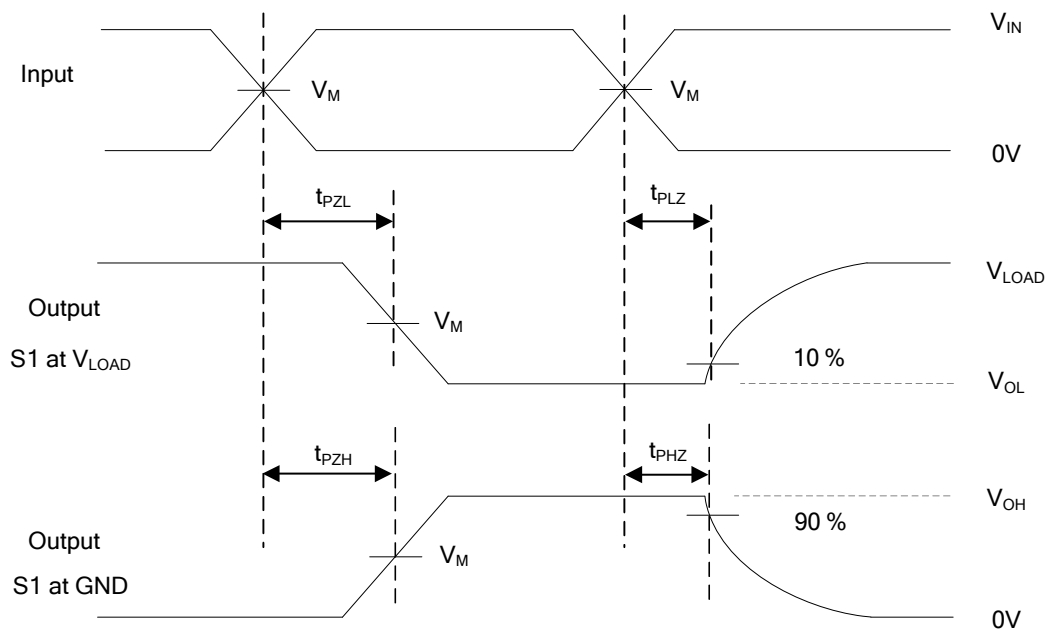 V_IN
Input
V_M
V_M
0V
t_PZL
t_PLZ
V_LOAD
Output
V_M
S1 at V_LOAD
10 %
V_OL
t_PZH
t_PHZ
V_OH
90 %
Output
V_M
S1 at GND
0V